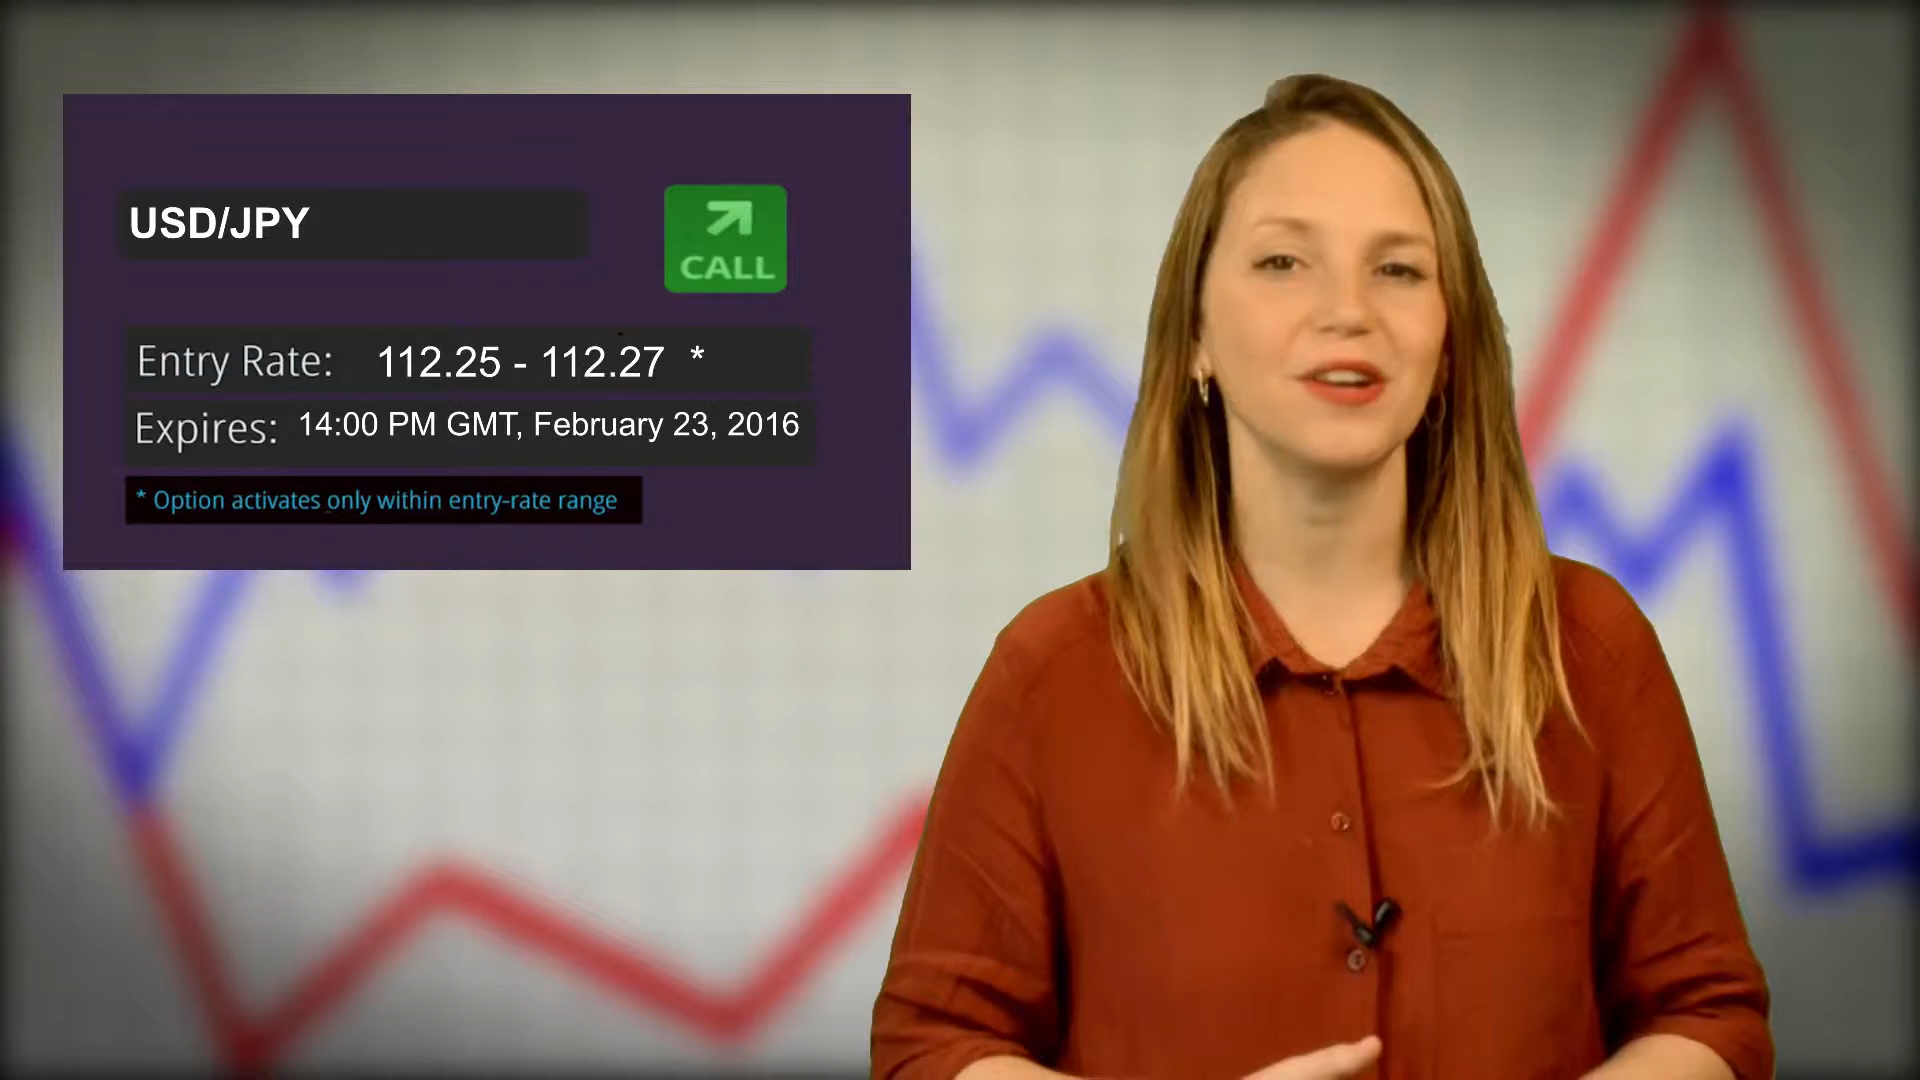 USD/JPY
CALL
Entry Rate: 112.25 - 112.27 *
Expires: 14:00 PM GMT, February 23, 2016
* Option activates only within entry-rate range